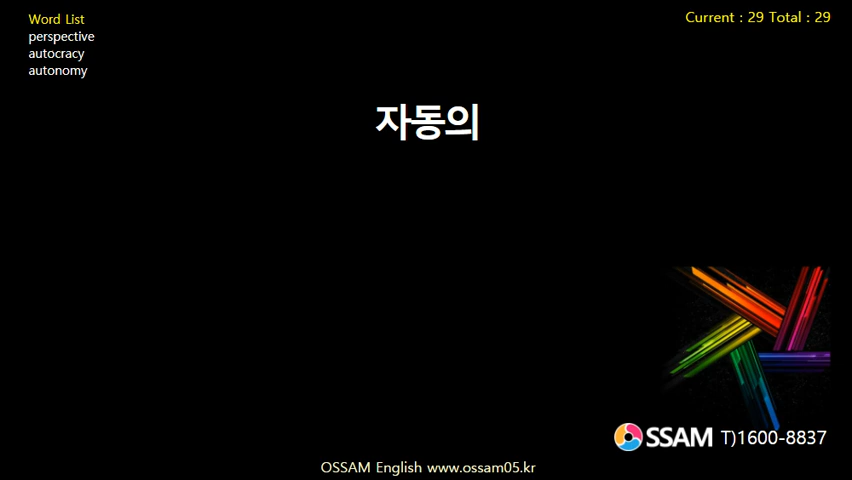 Word List
perspective
autocracy
autonomy
Current : 29 Total : 29
자동의
SSAM T)1600-8837
OSSAM English www.ossam05.kr